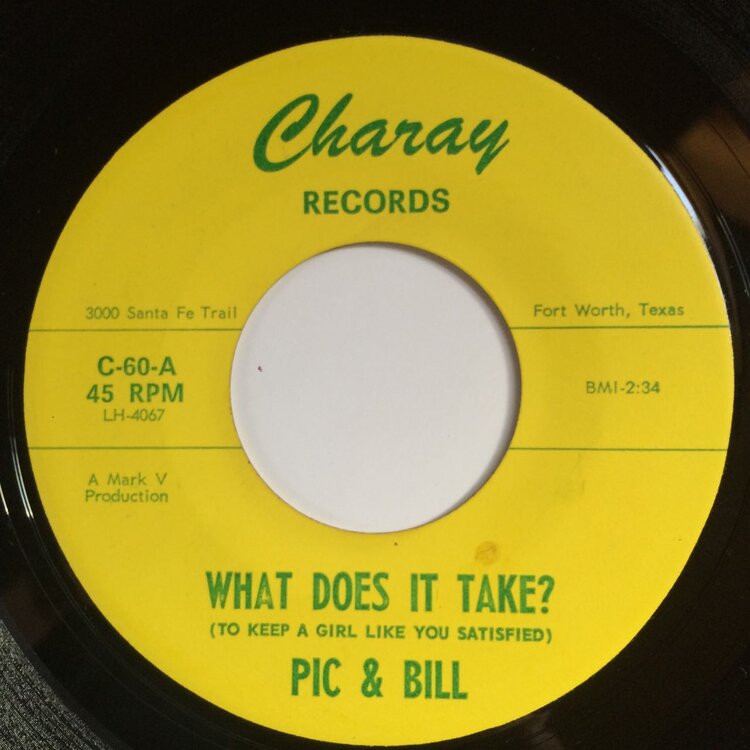 Charay
RECORDS
3000 Santa Fe Trail
Fort Worth, Texas
C-60-A
45 RPM
LH-4067
BMI-2:34
A Mark V
Production
WHAT DOES IT TAKE?
(TO KEEP A GIRL LIKE YOU SATISFIED)
PIC & BILL